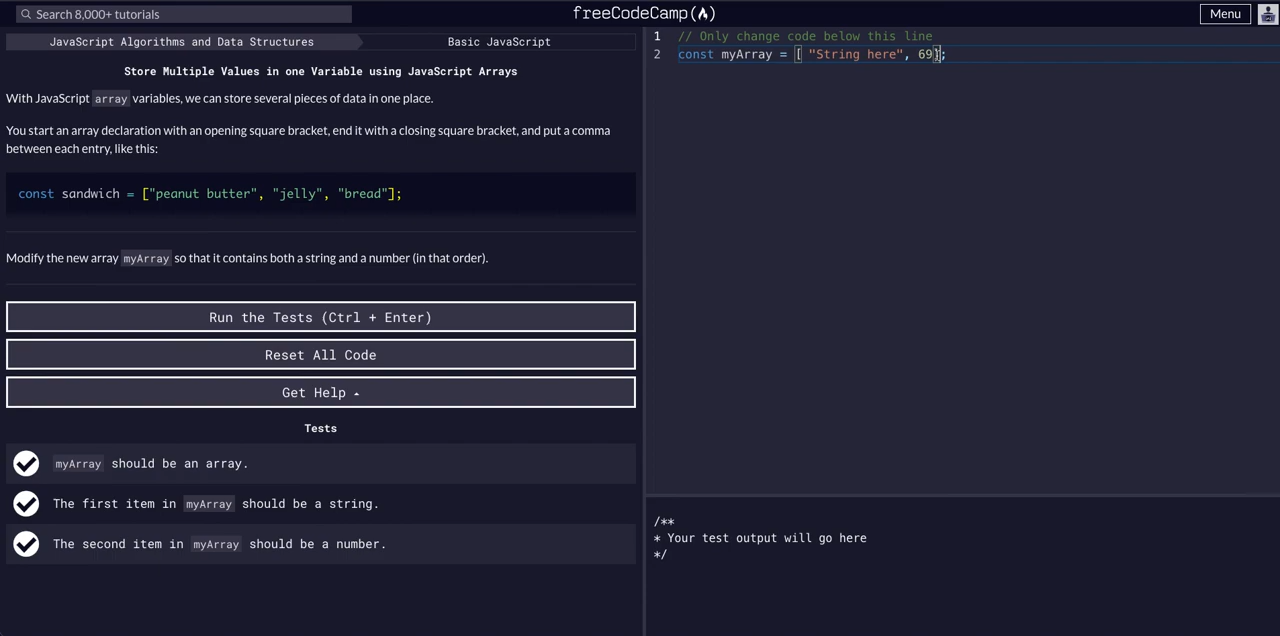 Search 8,000+ tutorials
freeCodeCamp
Menu
JavaScript Algorithms and Data Structures
Basic JavaScript
Store Multiple Values in one Variable using JavaScript Arrays
With JavaScript array variables, we can store several pieces of data in one place.
You start an array declaration with an opening square bracket, end it with a closing square bracket, and put a comma
between each entry, like this:
const sandwich = ["peanut butter", "jelly", "bread"];
Modify the new array myArray so that it contains both a string and a number (in that order).
Run the Tests (Ctrl + Enter)
Reset All Code
Get Help
Tests
myArray should be an array.
The first item in myArray should be a string.
The second item in myArray should be a number.
1 // Only change code below this line
2 const myArray = [ "String here", 69];
/**
* Your test output will go here
*/